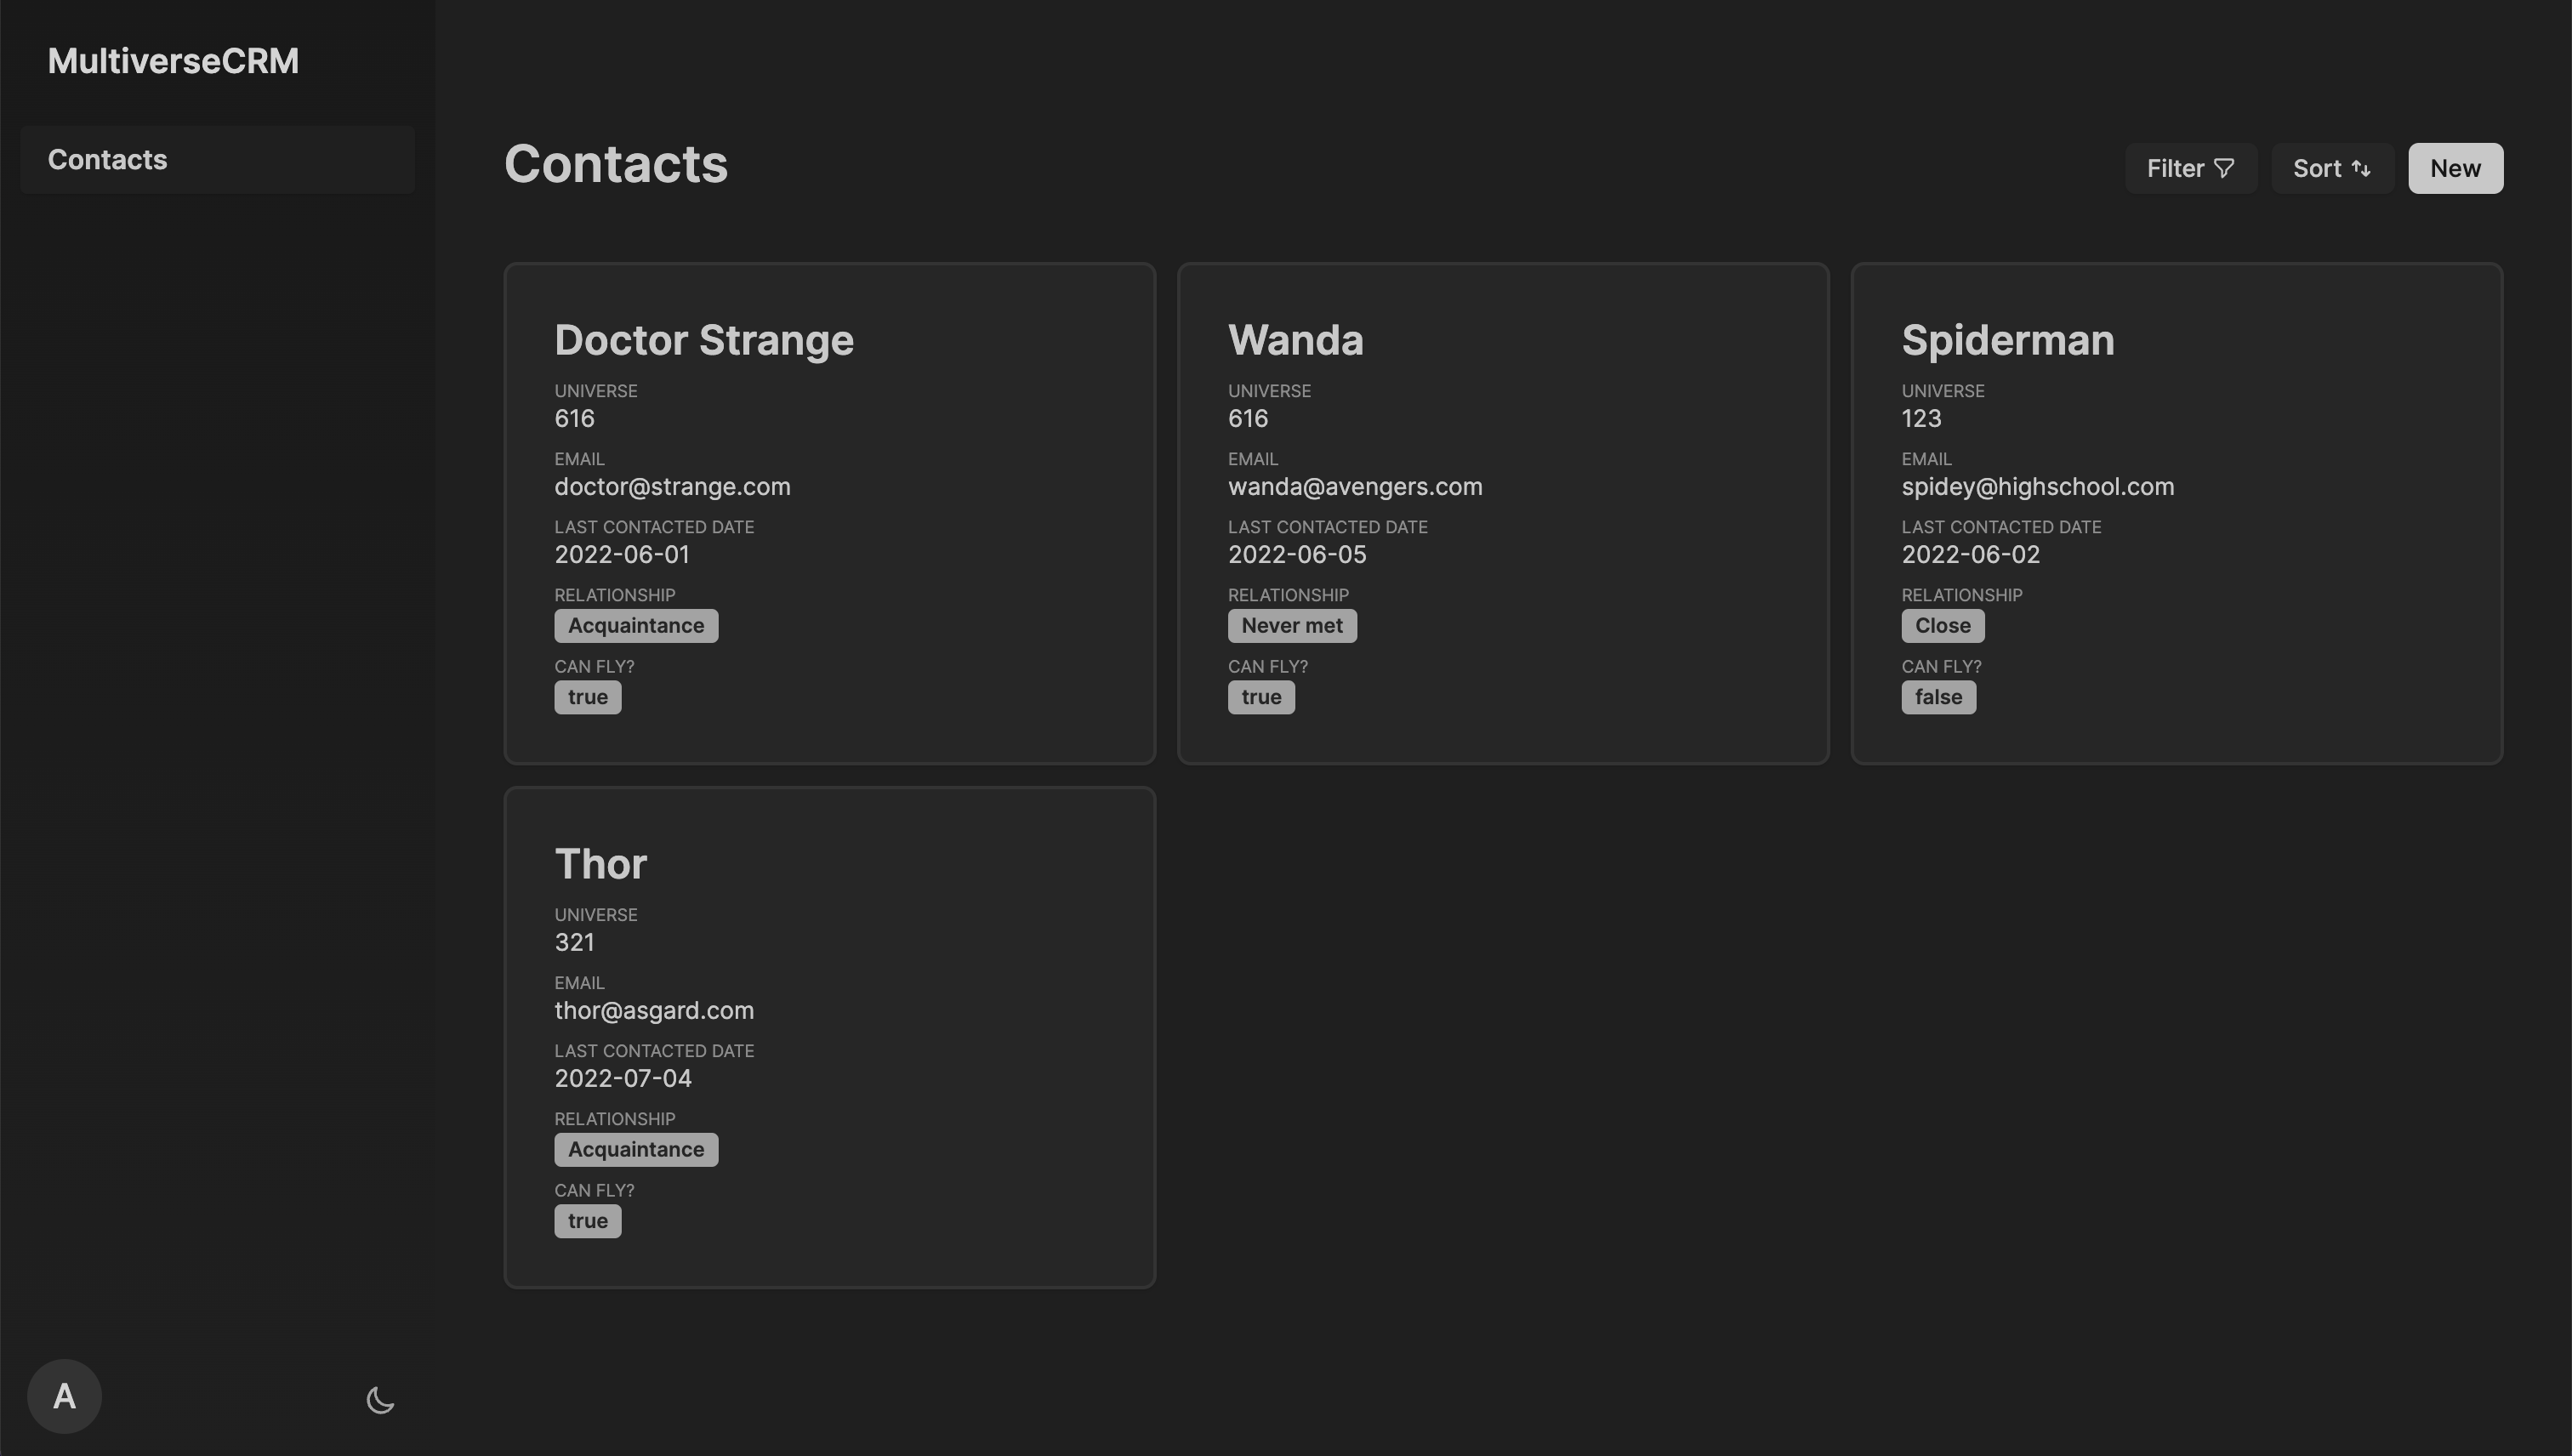 MultiverseCRM
Contacts
Contacts
Filter
Sort
New
Doctor Strange
UNIVERSE
616
EMAIL
doctor@strange.com
LAST CONTACTED DATE
2022-06-01
RELATIONSHIP
Acquaintance
CAN FLY?
true
Wanda
UNIVERSE
616
EMAIL
wanda@avengers.com
LAST CONTACTED DATE
2022-06-05
RELATIONSHIP
Never met
CAN FLY?
true
Spiderman
UNIVERSE
123
EMAIL
spidey@highschool.com
LAST CONTACTED DATE
2022-06-02
RELATIONSHIP
Close
CAN FLY?
false
Thor
UNIVERSE
321
EMAIL
thor@asgard.com
LAST CONTACTED DATE
2022-07-04
RELATIONSHIP
Acquaintance
CAN FLY?
true
A